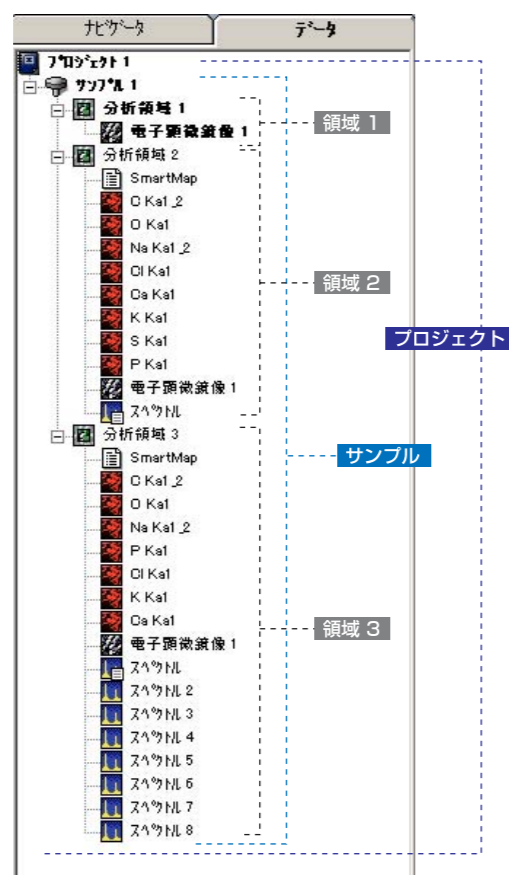 ナビゲータ
データ
プロジェクト 1
サンプル 1
分析領域 1
電子顕微鏡像 1
領域 1
分析領域 2
SmartMap
C Ka1_2
O Ka1
Na Ka1_2
Cl Ka1
Ca Ka1
領域 2
K Ka1
S Ka1
プロジェクト
P Ka1
電子顕微鏡像 1
スペクトル
分析領域 3
SmartMap
サンプル
C Ka1_2
O Ka1
Na Ka1_2
P Ka1
Cl Ka1
K Ka1
Ca Ka1
領域 3
電子顕微鏡像 1
スペクトル
スペクトル 2
スペクトル 3
スペクトル 4
スペクトル 5
スペクトル 6
スペクトル 7
スペクトル 8